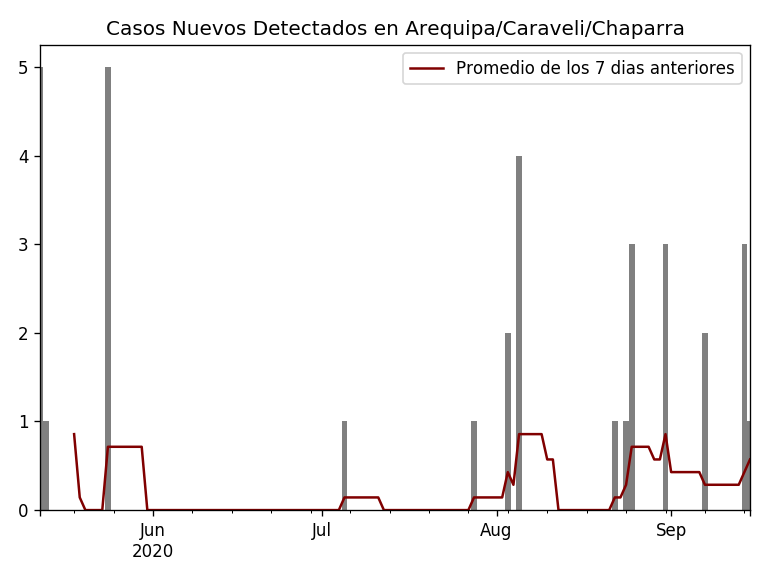 Casos Nuevos Detectados en Arequipa/Caraveli/Chaparra
Promedio de los 7 dias anteriores
5
4
3
2
1
0
Jun
2020
Jul
Aug
Sep